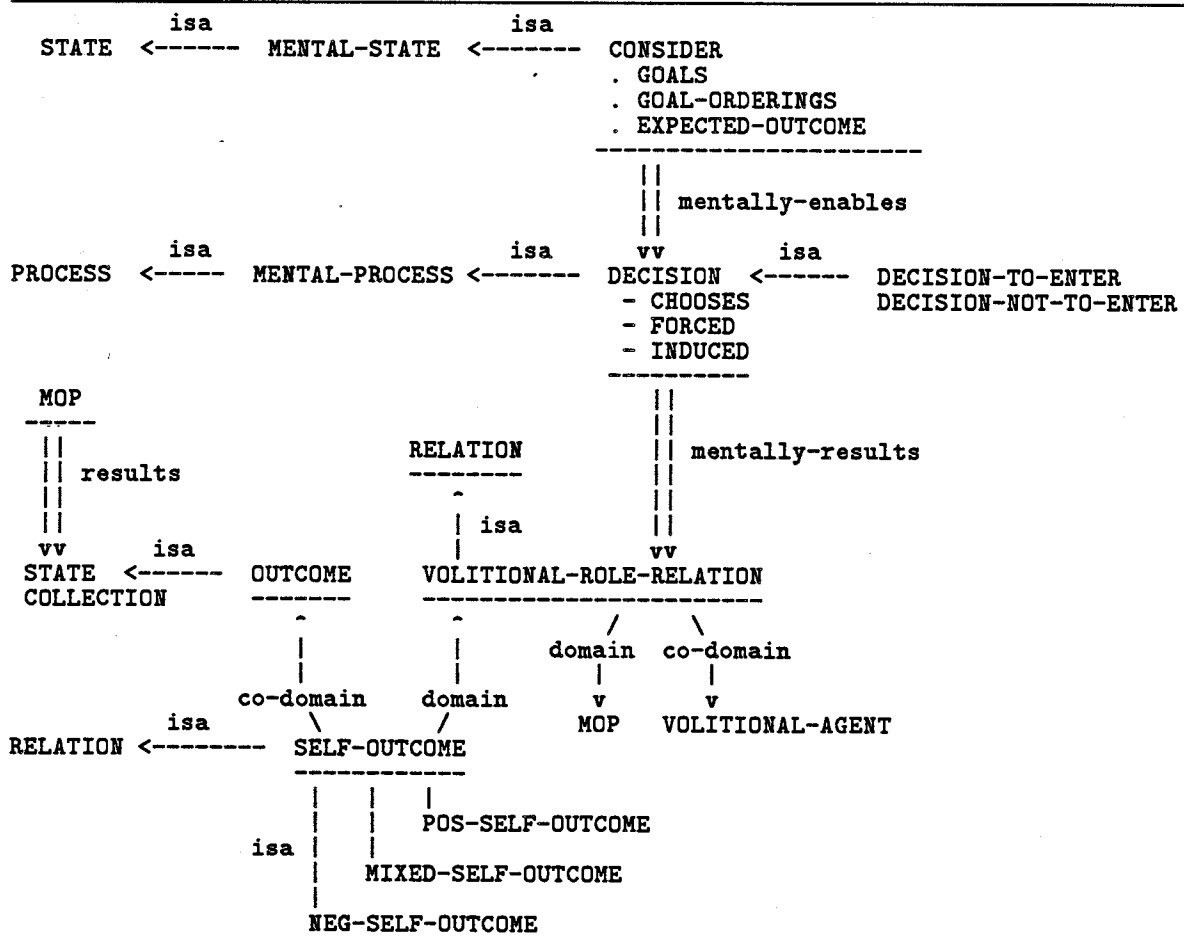 isa isa
STATE <------ MENTAL-STATE <------- CONSIDER
. GOALS
. GOAL-ORDERINGS
. EXPECTED-OUTCOME
-----------------------
||
|| mentally-enables
||
isa isa vv isa
PROCESS <----- MENTAL-PROCESS <------- DECISION <------ DECISION-TO-ENTER
- CHOOSES DECISION-NOT-TO-ENTER
- FORCED
- INDUCED
----------
MOP ||
----- ||
|| RELATION || mentally-results
|| results --------
|| ^ ||
|| | isa ||
vv isa | vv
STATE <------ OUTCOME VOLITIONAL-ROLE-RELATION
COLLECTION ------- ------------------------
^ ^ / \
| | domain co-domain
| | | |
co-domain domain v v
isa \ / MOP VOLITIONAL-AGENT
RELATION <------- SELF-OUTCOME
------------
| | |
| | POS-SELF-OUTCOME
isa | |
| MIXED-SELF-OUTCOME
|
NEG-SELF-OUTCOME